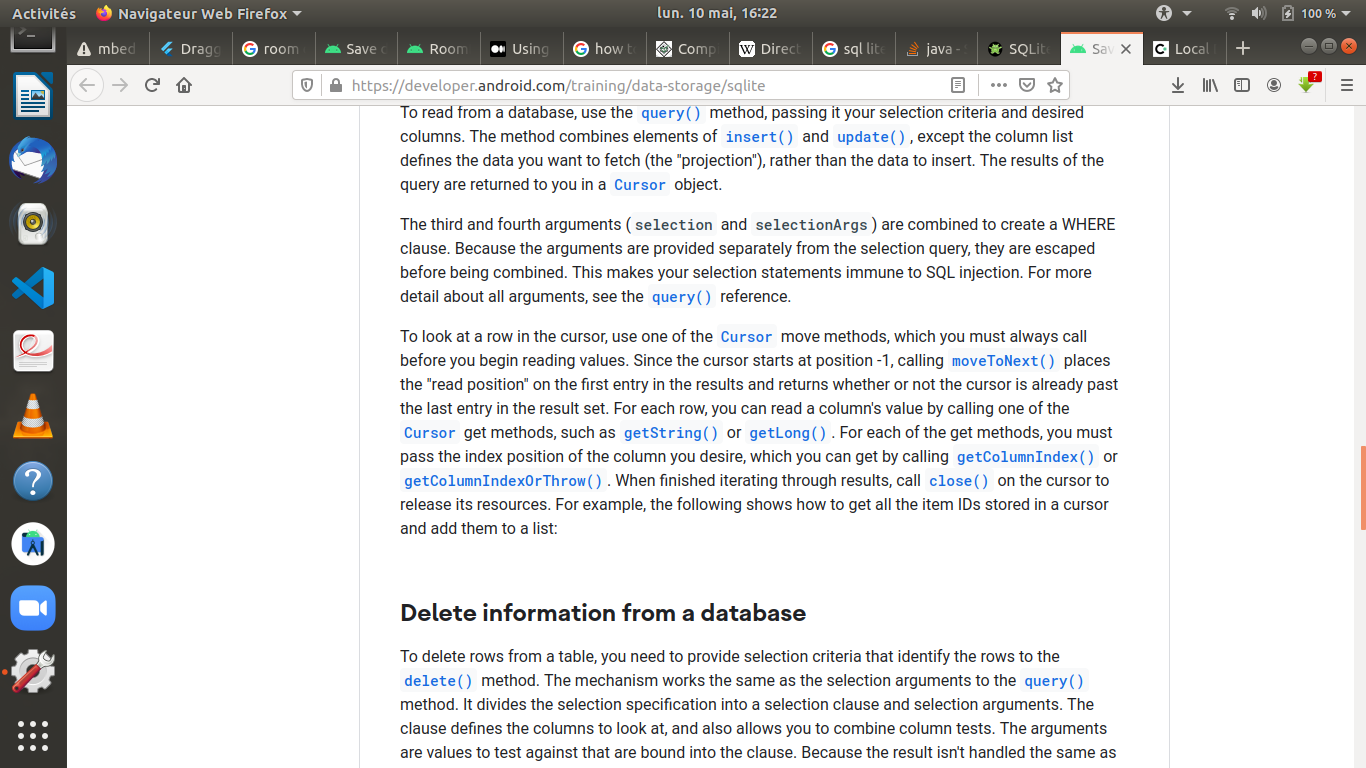 Activités Navigateur Web Firefox lun. 10 mai, 16:22 100 %
mbed Dragg room Save Room Using how t Comp Direct sql lite java - SQLite Sav Local
https://developer.android.com/training/data-storage/sqlite
To read from a database, use the query() method, passing it your selection criteria and desired
columns. The method combines elements of insert() and update(), except the column list
defines the data you want to fetch (the "projection"), rather than the data to insert. The results of the
query are returned to you in a Cursor object.
The third and fourth arguments (selection and selectionArgs) are combined to create a WHERE
clause. Because the arguments are provided separately from the selection query, they are escaped
before being combined. This makes your selection statements immune to SQL injection. For more
detail about all arguments, see the query() reference.
To look at a row in the cursor, use one of the Cursor move methods, which you must always call
before you begin reading values. Since the cursor starts at position -1, calling moveToNext() places
the "read position" on the first entry in the results and returns whether or not the cursor is already past
the last entry in the result set. For each row, you can read a column's value by calling one of the
Cursor get methods, such as getString() or getLong(). For each of the get methods, you must
pass the index position of the column you desire, which you can get by calling getColumnIndex() or
getColumnIndexOrThrow(). When finished iterating through results, call close() on the cursor to
release its resources. For example, the following shows how to get all the item IDs stored in a cursor
and add them to a list:
Delete information from a database
To delete rows from a table, you need to provide selection criteria that identify the rows to the
delete() method. The mechanism works the same as the selection arguments to the query()
method. It divides the selection specification into a selection clause and selection arguments. The
clause defines the columns to look at, and also allows you to combine column tests. The arguments
are values to test against that are bound into the clause. Because the result isn't handled the same as